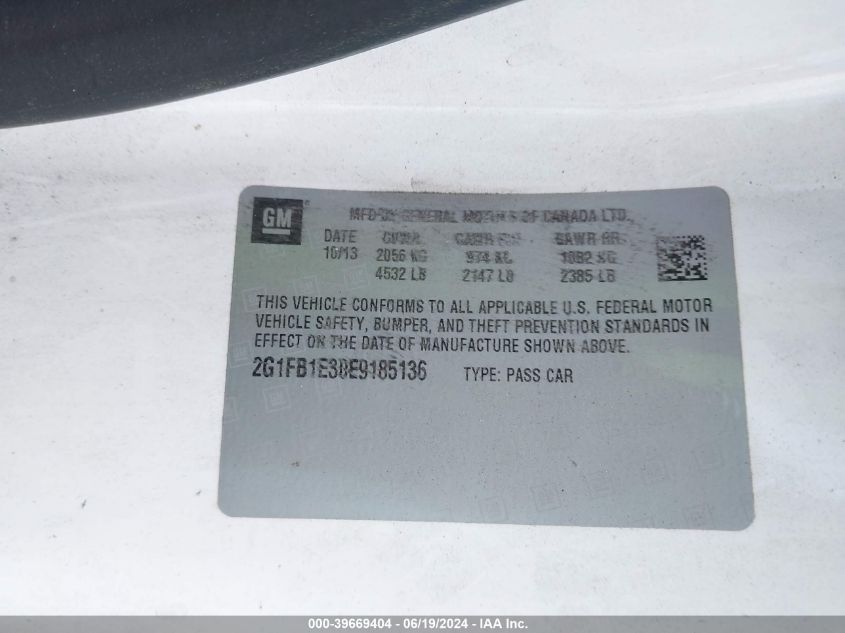 GM
MFD BY GENERAL MOTORS OF CANADA LTD.
DATE GVWR GAWR FRT GAWR RR
10/13 2056 KG 974 KG 1082 KG
4532 LB 2147 LB 2385 LB
THIS VEHICLE CONFORMS TO ALL APPLICABLE U.S. FEDERAL MOTOR
VEHICLE SAFETY, BUMPER, AND THEFT PREVENTION STANDARDS IN
EFFECT ON THE DATE OF MANUFACTURE SHOWN ABOVE.
TYPE: PASS CAR
000-39669404 - 06/19/2024 - IAA Inc.